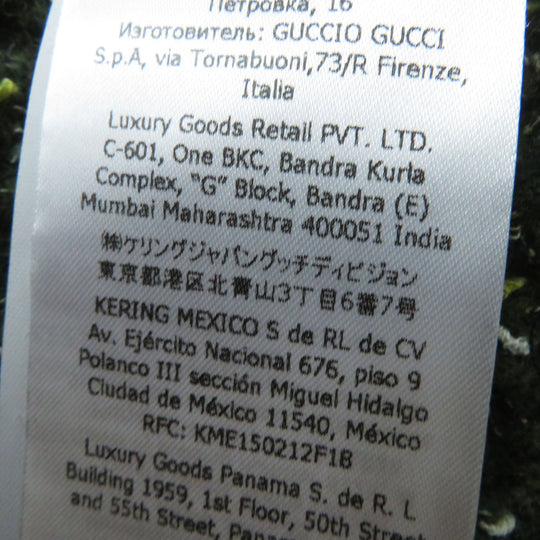 Петровка, 16
Изготовитель: GUCCIO GUCCI
S.p.A, via Tornabuoni,73/R Firenze,
Italia
Luxury Goods Retail PVT. LTD.
C-601, One BKC, Bandra Kurla
Complex, "G" Block, Bandra (E)
Mumbai Maharashtra 400051 India
㈱ケリングジャパングッチディビジョン
東京都港区北青山3丁目6番7号
KERING MEXICO S de RL de CV
Av. Ejército Nacional 676, piso 9
Polanco III sección Miguel Hidalgo
Ciudad de México 11540, México
RFC: KME150212F1B
Luxury Goods Panama S. de R. L
Building 1959, 1st Floor, 50th Street
and 55th Street,